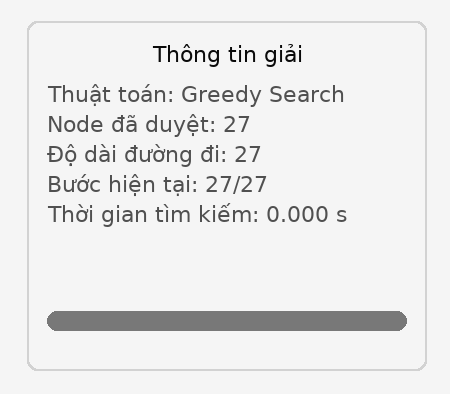 Thông tin giải
Thuật toán: Greedy Search
Node đã duyệt: 27
Độ dài đường đi: 27
Bước hiện tại: 27/27
Thời gian tìm kiếm: 0.000 s